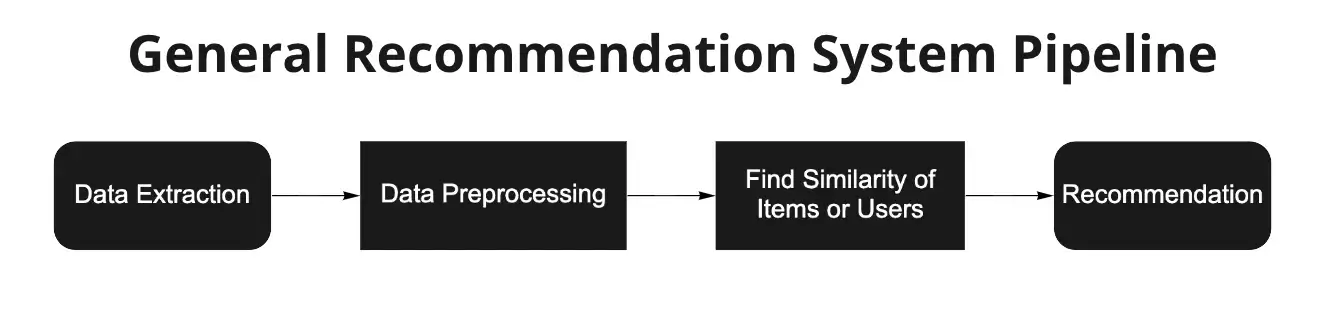 General Recommendation System Pipeline
Data Extraction
Data Preprocessing
Find Similarity of
Items or Users
Recommendation